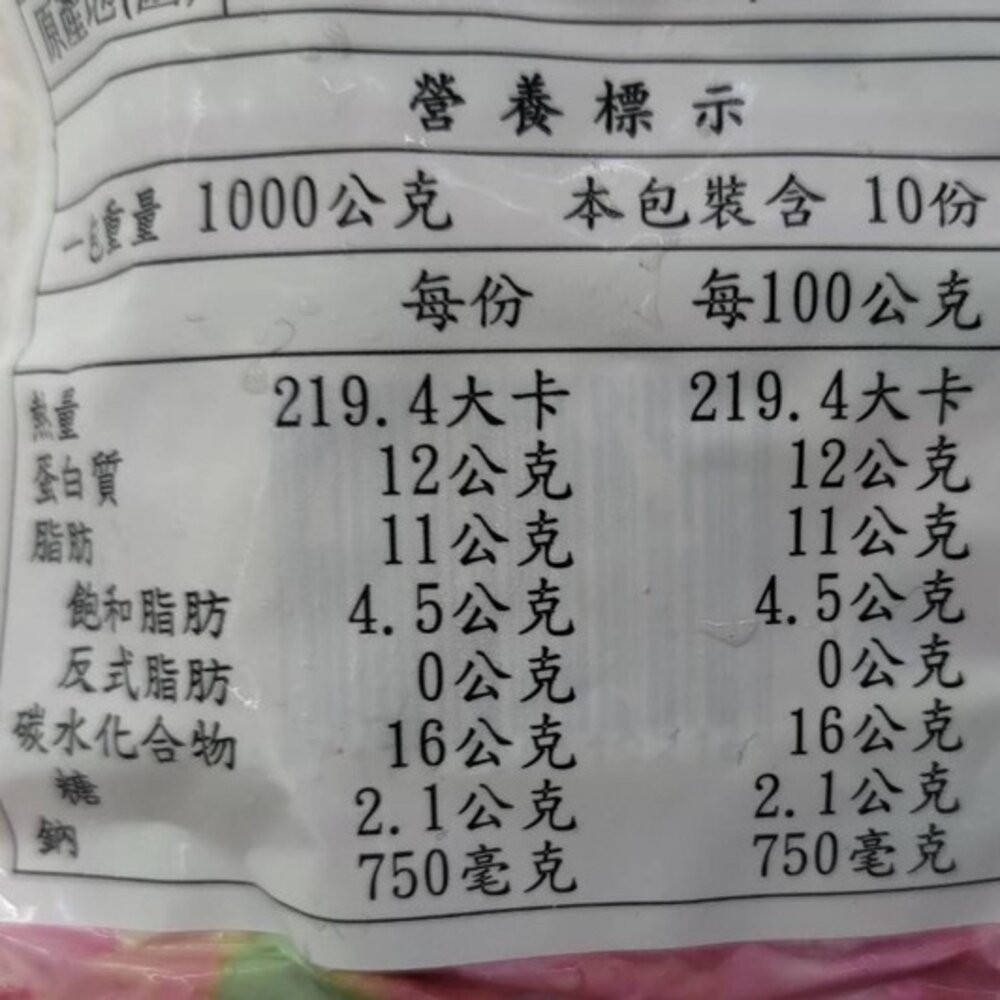 原產地
營養標示
一包重量 1000公克 本包裝含 10份
每份 每100公克
熱量 219.4大卡 219.4大卡
蛋白質 12公克 12公克
脂肪 11公克 11公克
飽和脂肪 4.5公克 4.5公克
反式脂肪 0公克 0公克
碳水化合物 16公克 16公克
糖 2.1公克 2.1公克
鈉 750毫克 750毫克